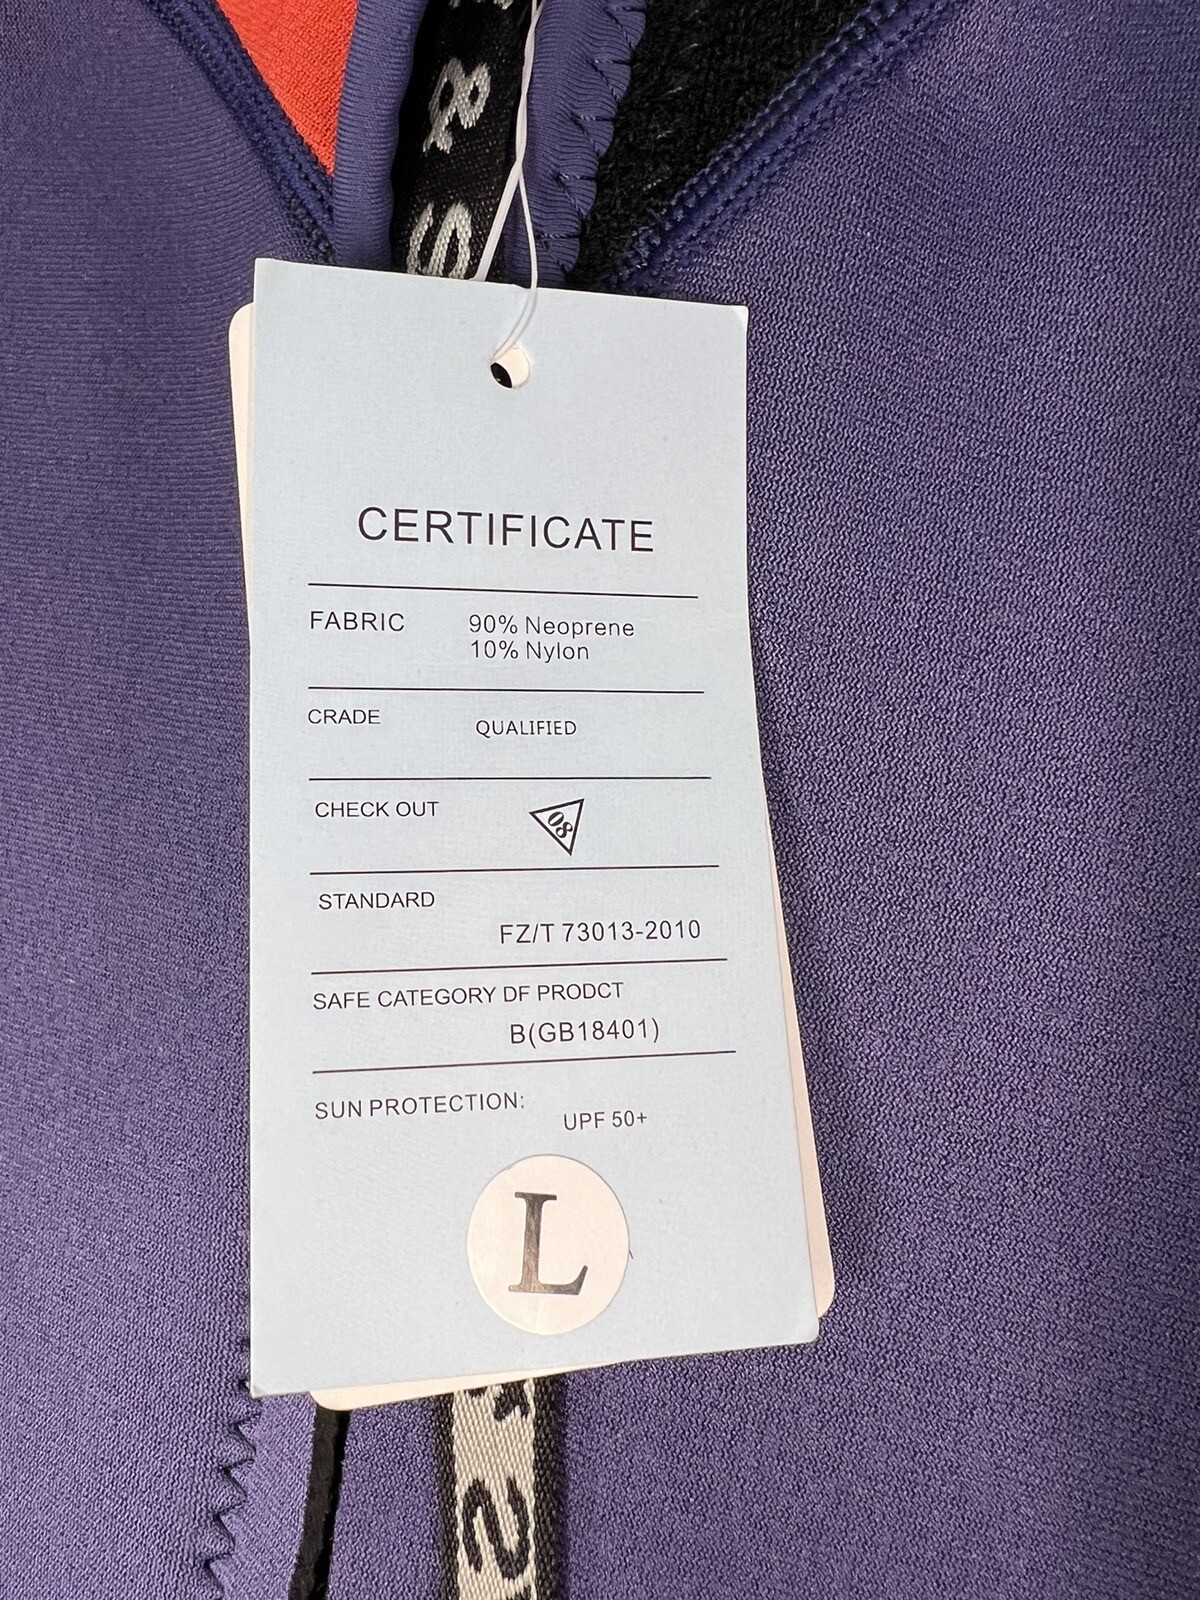 & S
CERTIFICATE
FABRIC 90% Neoprene
10% Nylon
CRADE QUALIFIED
CHECK OUT 08
STANDARD
FZ/T 73013-2010
SAFE CATEGORY DF PRODCT
B(GB18401)
SUN PROTECTION: UPF 50+
L
& S